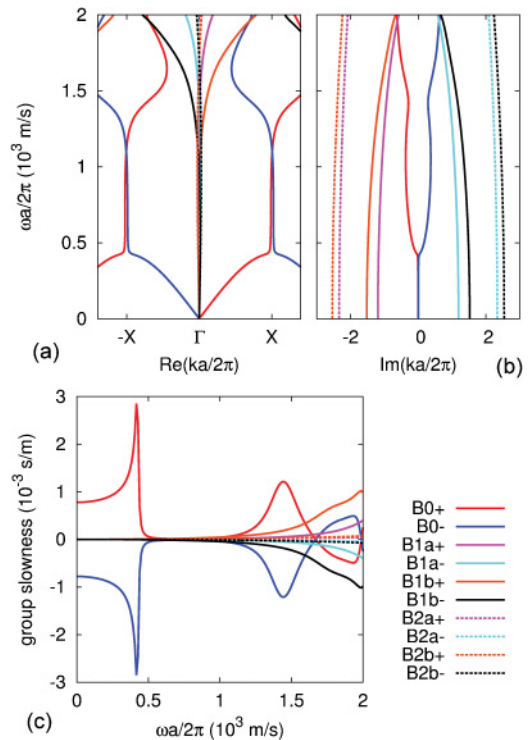 2
1.5
1
0.5
0
ωa/2π (10³ m/s)
-X Γ X
-2 0 2
(a) Re(ka/2π) Im(ka/2π) (b)
3
2
1
0
-1
-2
-3
group slowness (10⁻³ s/m)
0 0.5 1 1.5 2
(c) ωa/2π (10³ m/s)
B0+
B0-
B1a+
B1a-
B1b+
B1b-
B2a+
B2a-
B2b+
B2b-